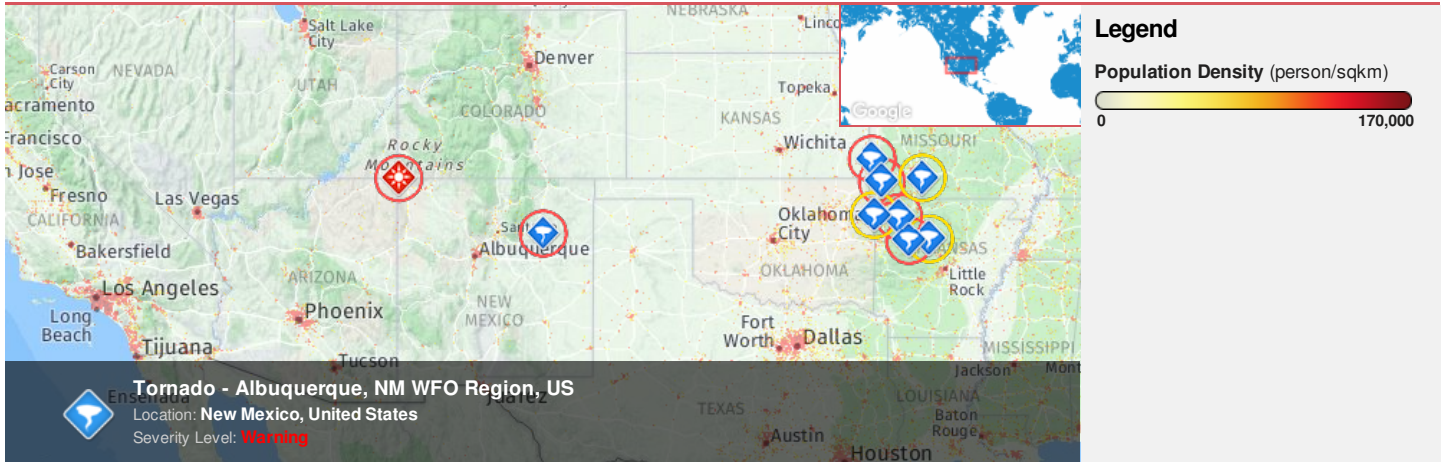 NEBRASKA
Salt Lake
City
Linco
Denver
Carson
City
NEVADA
UTAH
Topeka
acramento
COLORADO
KANSAS
Google
Francisco
Wichita
MISSOURI
Rocky
Mountains
n Jose
Fresno
Las Vegas
CALIFORNIA
Oklahoma
City
Bakersfield
Albuquerque
ARIZONA
OKLAHOMA
Little
Rock
Los Angeles
NEW
MEXICO
Phoenix
Long
Beach
Fort
Worth
Dallas
Tijuana
MISSISSIPPI
Tucson
Jackson
Mont
Tornado - Albuquerque, NM WFO Region, US
Ensenada
Juárez
Location: New Mexico, United States
TEXAS
LOUISIANA
Baton
Rouge
Severity Level: Warning
Austin
Houston
Legend
Population Density (person/sqkm)
0 170,000